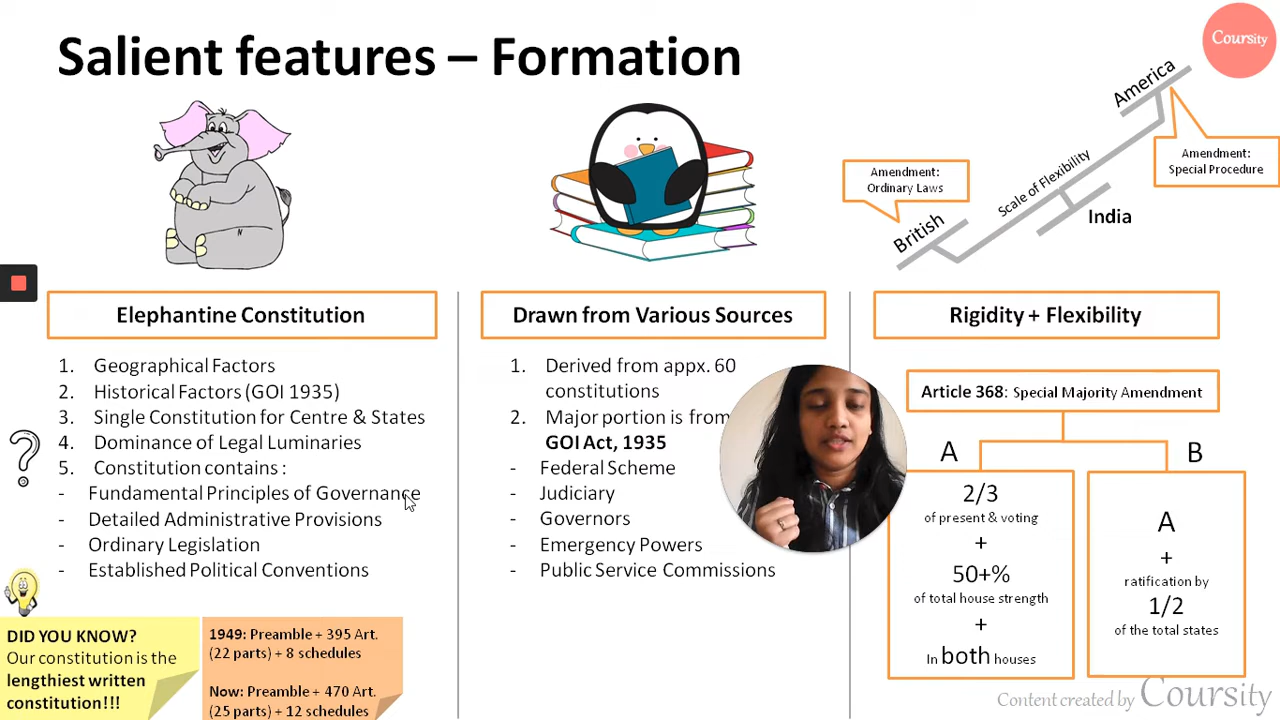 Salient features – Formation
Coursity
America
Amendment:
Special Procedure
Amendment:
Ordinary Laws
Scale of Flexibility
India
British
Elephantine Constitution
1. Geographical Factors
2. Historical Factors (GOI 1935)
3. Single Constitution for Centre & States
4. Dominance of Legal Luminaries
5. Constitution contains :
- Fundamental Principles of Governance
- Detailed Administrative Provisions
- Ordinary Legislation
- Established Political Conventions
DID YOU KNOW?
Our constitution is the
lengthiest written
constitution!!!
1949: Preamble + 395 Art.
(22 parts) + 8 schedules
Now: Preamble + 470 Art.
(25 parts) + 12 schedules
Drawn from Various Sources
1. Derived from appx. 60
constitutions
2. Major portion is from
GOI Act, 1935
- Federal Scheme
- Judiciary
- Governors
- Emergency Powers
- Public Service Commissions
Rigidity + Flexibility
Article 368: Special Majority Amendment
A
2/3
of present & voting
+
50+%
of total house strength
+
In both houses
B
A
+
ratification by
1/2
of the total states
Content created by Coursity